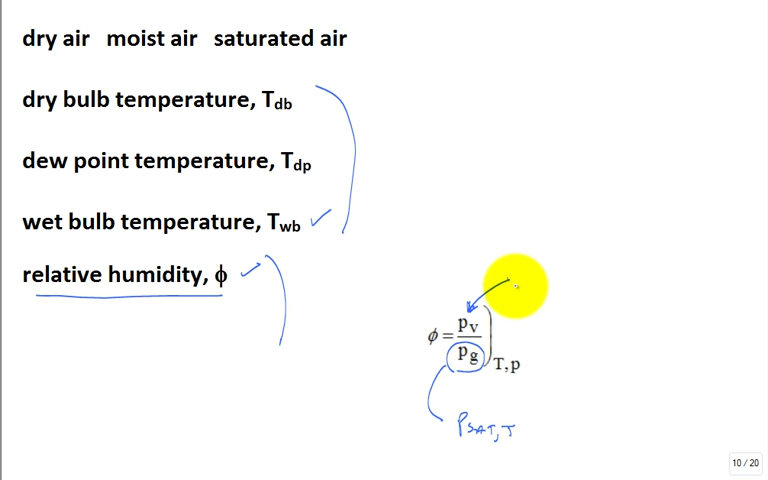 dry air moist air saturated air
dry bulb temperature, Tdb
dew point temperature, Tdp
wet bulb temperature, Twb
relative humidity, ϕ
ϕ = pv
pg
T,p
PSAT, T
10 / 20